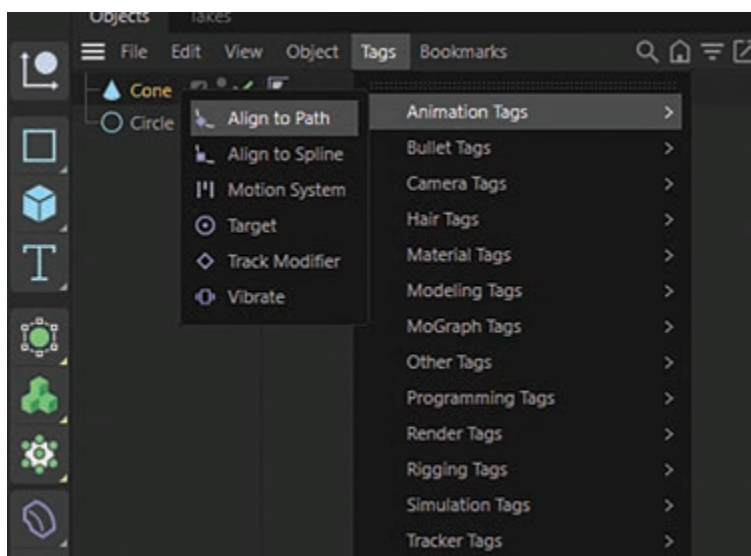 Objects Takes
File Edit View Object Tags Bookmarks
Cone
Circle
Align to Path
Align to Spline
Motion System
Target
Track Modifier
Vibrate
Animation Tags
Bullet Tags
Camera Tags
Hair Tags
Material Tags
Modeling Tags
MoGraph Tags
Other Tags
Programming Tags
Render Tags
Rigging Tags
Simulation Tags
Tracker Tags